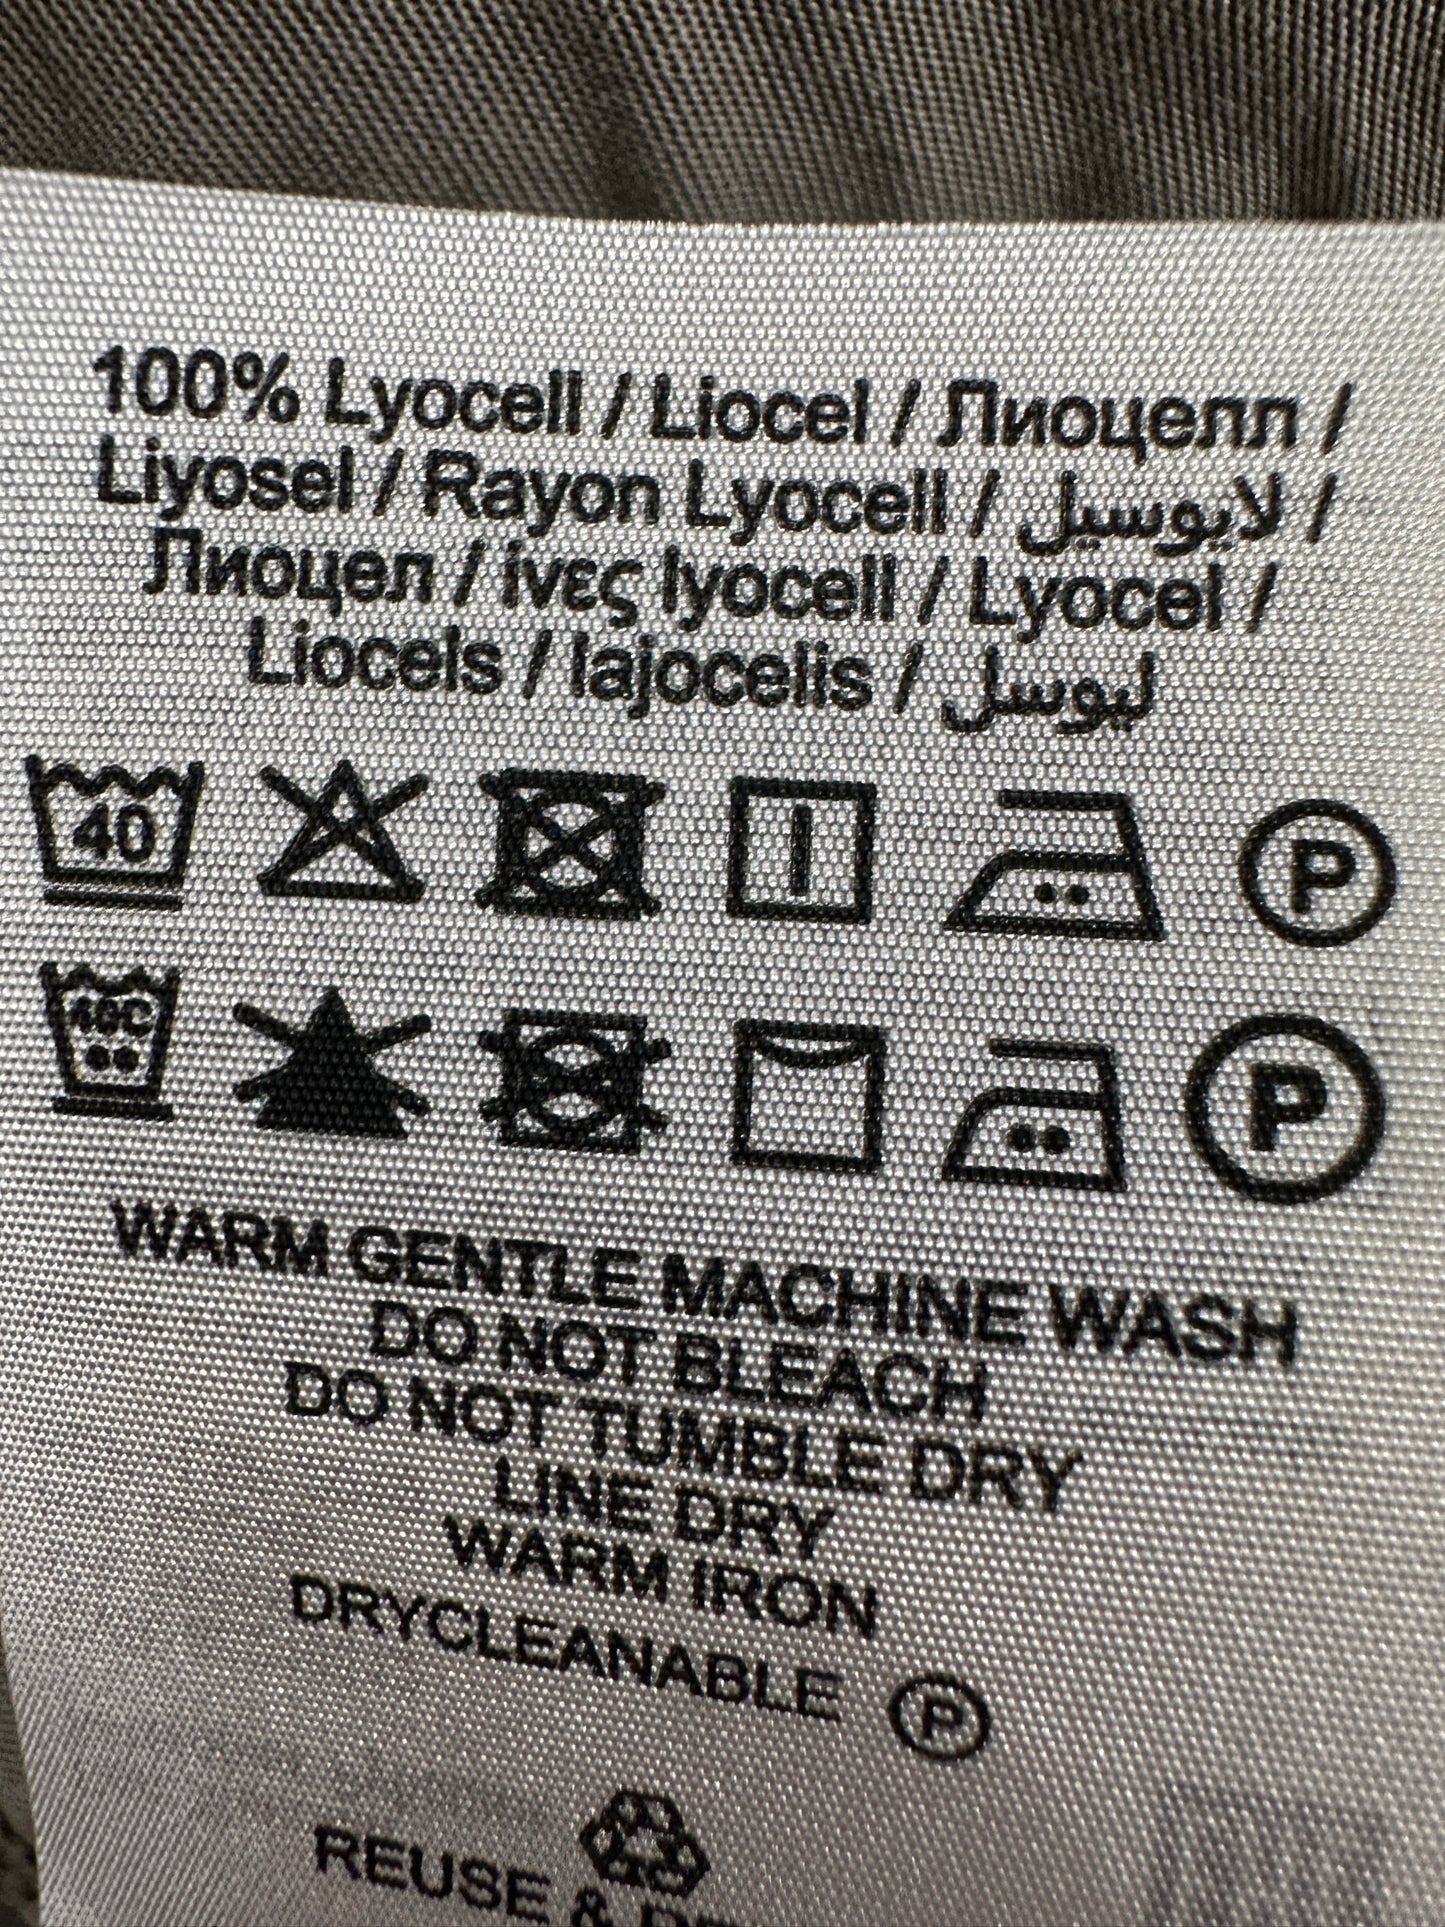 100% Lyocell / Liocel / Лиоцелл /
Liyosel / Rayon Lyocell / لايوسيل /
Лиоцел / ίνες lyocell / Lyocel /
Liocels / lajocelis / ليوسل
40 P
P
WARM GENTLE MACHINE WASH
DO NOT BLEACH
DO NOT TUMBLE DRY
LINE DRY
WARM IRON
DRYCLEANABLE P
REUSE &